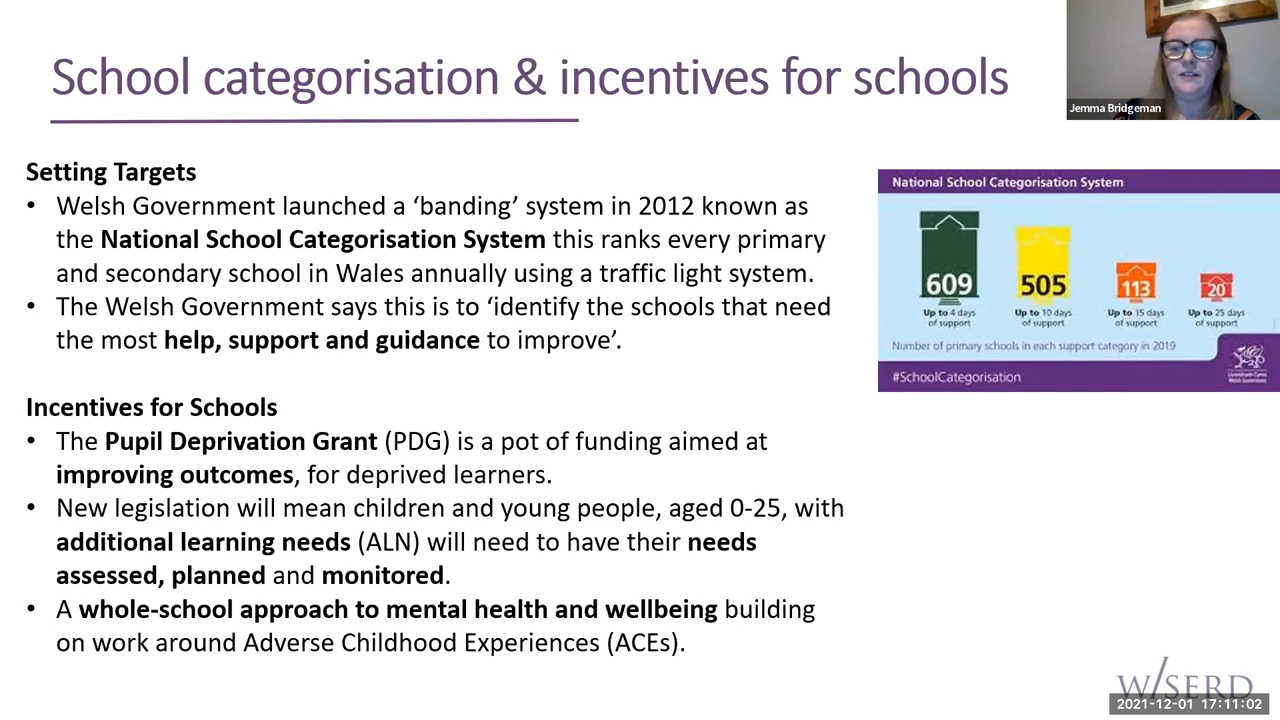 School categorisation & incentives for schools
Jemma Bridgeman
Setting Targets
• Welsh Government launched a ‘banding’ system in 2012 known as
the National School Categorisation System this ranks every primary
and secondary school in Wales annually using a traffic light system.
• The Welsh Government says this is to ‘identify the schools that need
the most help, support and guidance to improve’.
Incentives for Schools
• The Pupil Deprivation Grant (PDG) is a pot of funding aimed at
improving outcomes, for deprived learners.
• New legislation will mean children and young people, aged 0-25, with
additional learning needs (ALN) will need to have their needs
assessed, planned and monitored.
• A whole-school approach to mental health and wellbeing building
on work around Adverse Childhood Experiences (ACEs).
National School Categorisation System
609 505 113 20
Up to 4 days Up to 10 days Up to 15 days Up to 25 days
of support of support of support of support
Number of primary schools in each support category in 2019
#SchoolCategorisation
Llywodraeth Cymru
Welsh Government
W/SERD
2021-12-01 17:11:02